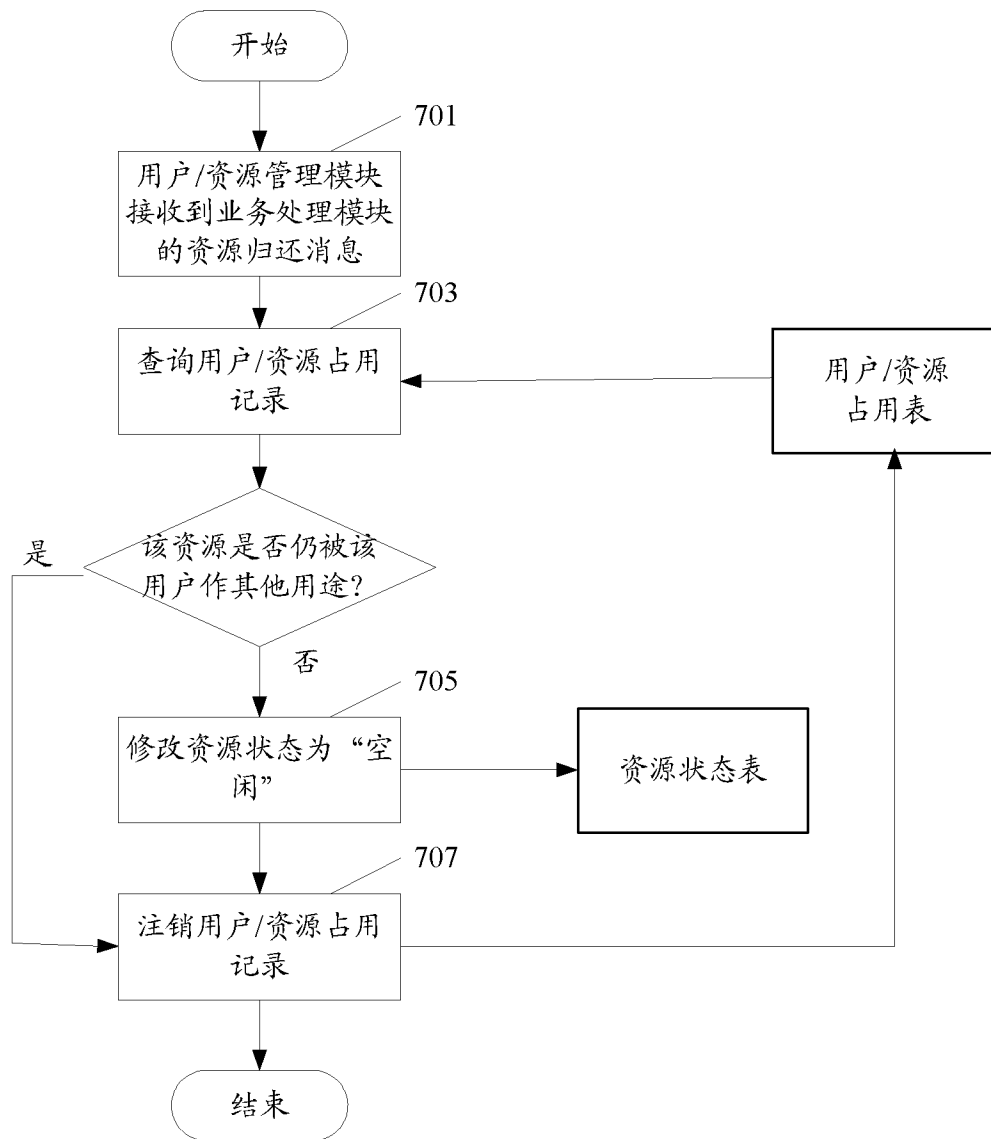 开始
701
用户/资源管理模块
接收到业务处理模块
的资源归还消息
703
查询用户/资源占用
记录
用户/资源
占用表
是
该资源是否仍被该
用户作其他用途?
否
705
修改资源状态为“空
闲”
资源状态表
707
注销用户/资源占用
记录
结束